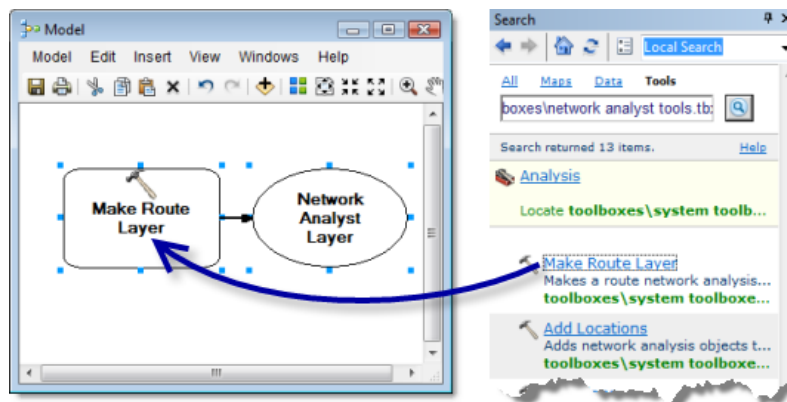 Model
Model Edit Insert View Windows Help
Make Route
Layer
Network
Analyst
Layer
Search
Local Search
All Maps Data Tools
boxes\network analyst tools.tb
Search returned 13 items. Help
Analysis
Locate toolboxes\system toolb...
Make Route Layer
Makes a route network analysis...
toolboxes\system toolboxe...
Add Locations
Adds network analysis objects t...
toolboxes\system toolboxe...